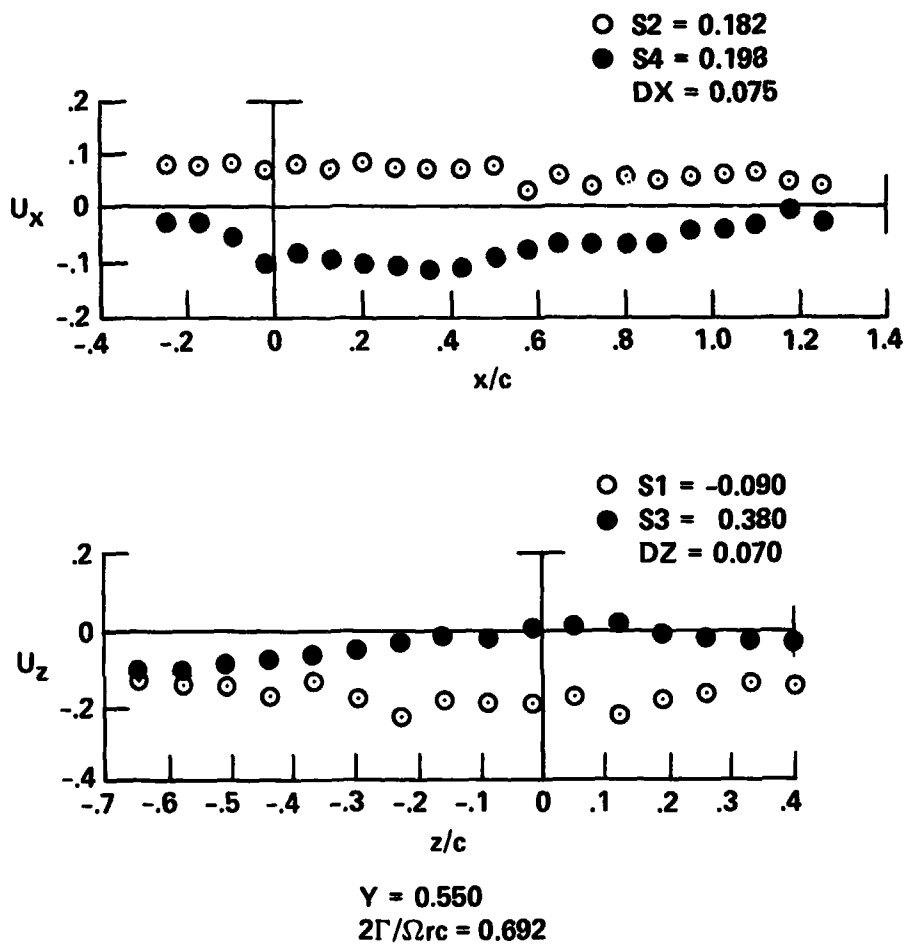 S2 = 0.182
S4 = 0.198
DX = 0.075
.2
.1
0
-.1
-.2
Ux
-.4 -.2 0 .2 .4 .6 .8 1.0 1.2 1.4
x/c
S1 = -0.090
S3 = 0.380
DZ = 0.070
.2
0
-.2
-.4
Uz
-.7 -.6 -.5 -.4 -.3 -.2 -.1 0 .1 .2 .3 .4
z/c
Y = 0.550
2Γ/Ωrc = 0.692